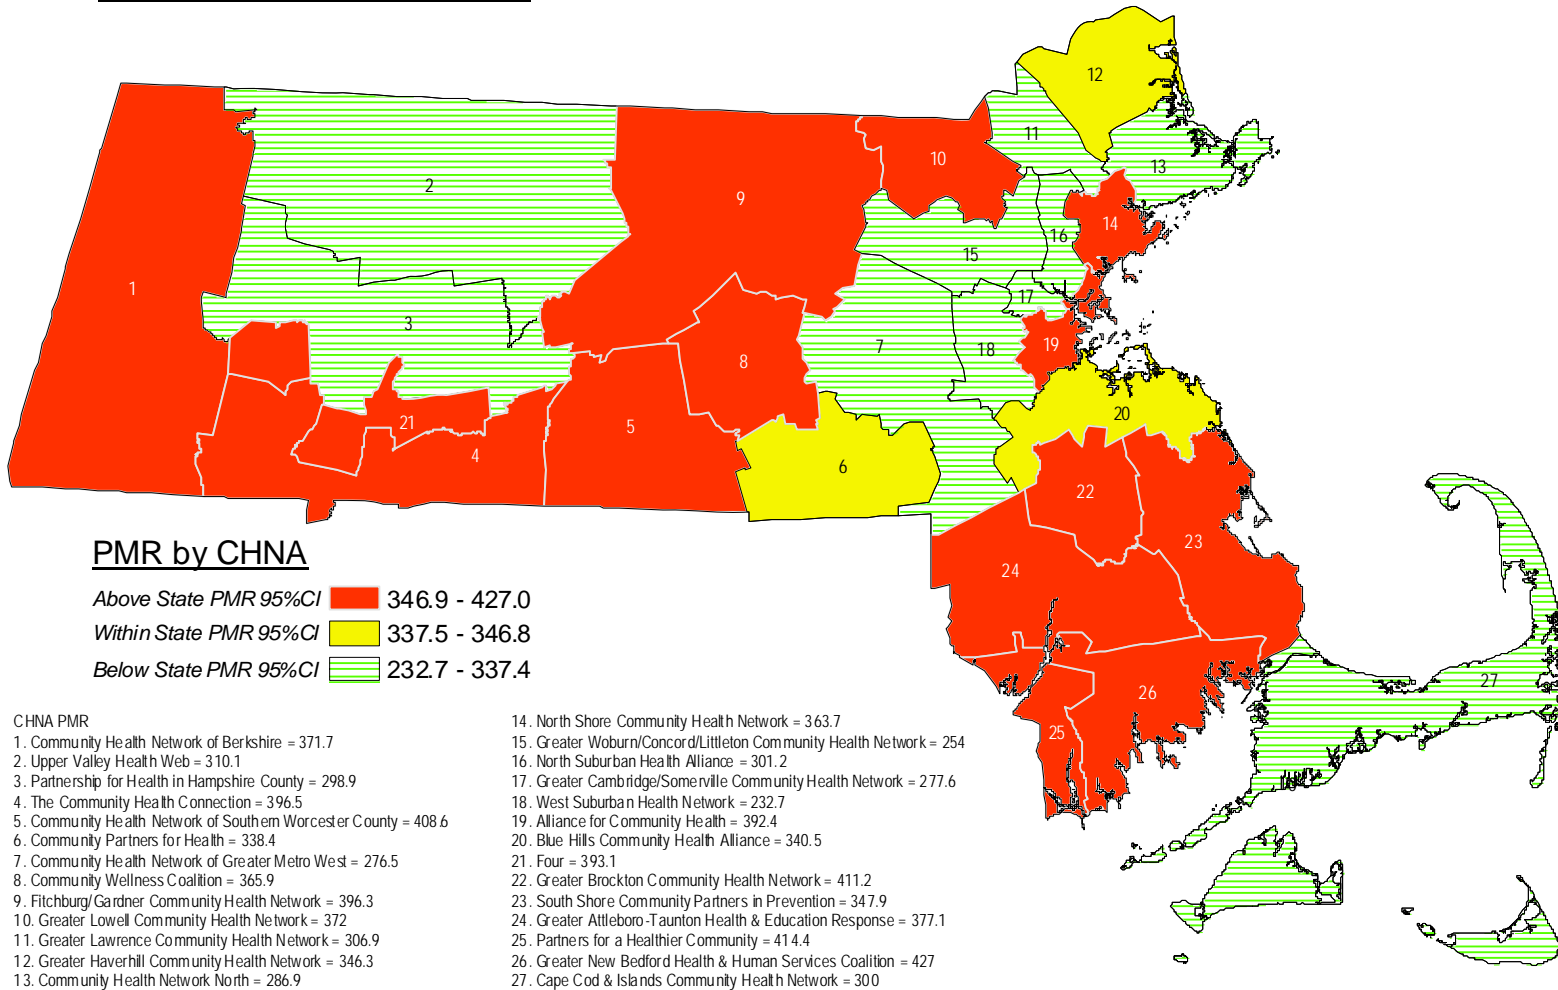 12
11
10
13
2
9
14
16
15
1
17
3
19
7
18
8
20
21
5
4
6
22
23
24
27
26
25
PMR by CHNA
Above State PMR 95%CI 346.9 - 427.0
Within State PMR 95%CI 337.5 - 346.8
Below State PMR 95%CI 232.7 - 337.4
CHNA PMR
1. Community Health Network of Berkshire = 371.7
2. Upper Valley Health Web = 310.1
3. Partnership for Health in Hampshire County = 298.9
4. The Community Health Connection = 396.5
5. Community Health Network of Southern Worcester County = 408.6
6. Community Partners for Health = 338.4
7. Community Health Network of Greater Metro West = 276.5
8. Community Wellness Coalition = 365.9
9. Fitchburg/Gardner Community Health Network = 396.3
10. Greater Lowell Community Health Network = 372
11. Greater Lawrence Community Health Network = 306.9
12. Greater Haverhill Community Health Network = 346.3
13. Community Health Network North = 286.9
14. North Shore Community Health Network = 363.7
15. Greater Woburn/Concord/Littleton Community Health Network = 254
16. North Suburban Health Alliance = 301.2
17. Greater Cambridge/Somerville Community Health Network = 277.6
18. West Suburban Health Network = 232.7
19. Alliance for Community Health = 392.4
20. Blue Hills Community Health Alliance = 340.5
21. Four = 393.1
22. Greater Brockton Community Health Network = 411.2
23. South Shore Community Partners in Prevention = 347.9
24. Greater Attleboro-Taunton Health & Education Response = 377.1
25. Partners for a Healthier Community = 414.4
26. Greater New Bedford Health & Human Services Coalition = 427
27. Cape Cod & Islands Community Health Network = 300